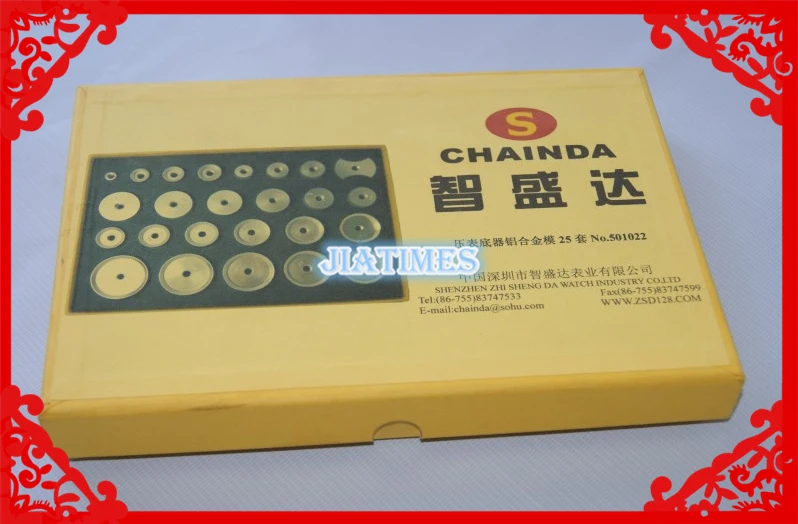 S
CHAINDA
智盛达
压表底器铝合金模 25 套 No.501022
JIATIMES
中国深圳市智盛达表业有限公司
SHENZHEN ZHI SHENG DA WATCH INDUSTRY CO.LTD
Tel:(86-755)83747533 Fax(86-755)83747599
E-mail:chainda@sohu.com WWW.ZSD128.COM